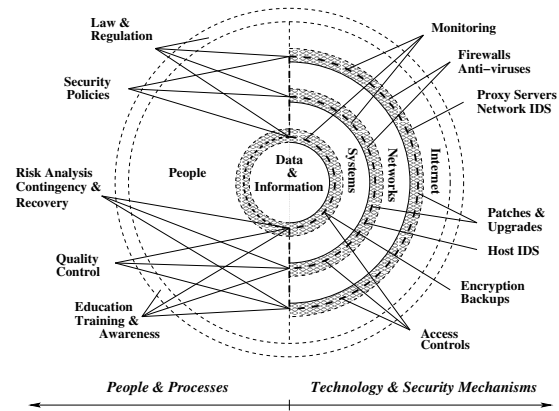 Law &
Regulation
Security
Policies
Risk Analysis
Contingency &
Recovery
Quality
Control
Education
Training &
Awareness
People
Data
&
Information
Systems
Networks
Internet
Monitoring
Firewalls
Anti-viruses
Proxy Servers
Network IDS
Patches &
Upgrades
Host IDS
Encryption
Backups
Access
Controls
People & Processes
Technology & Security Mechanisms